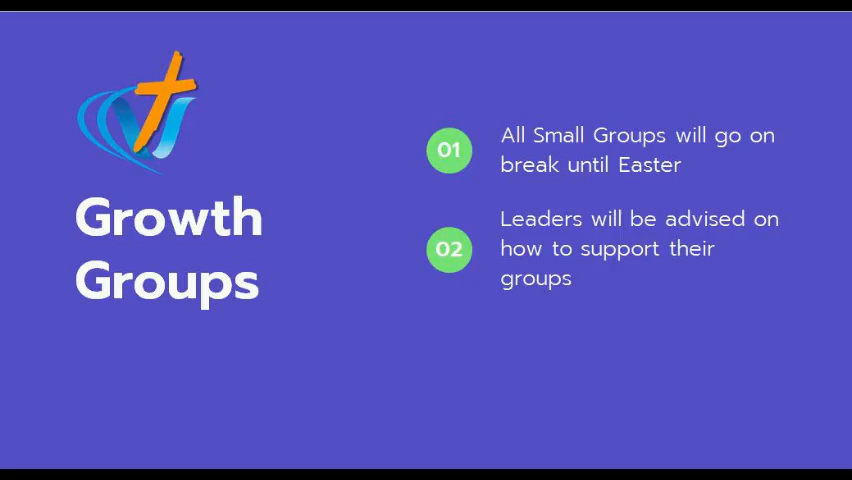 Growth
Groups
01
All Small Groups will go on
break until Easter
02
Leaders will be advised on
how to support their
groups